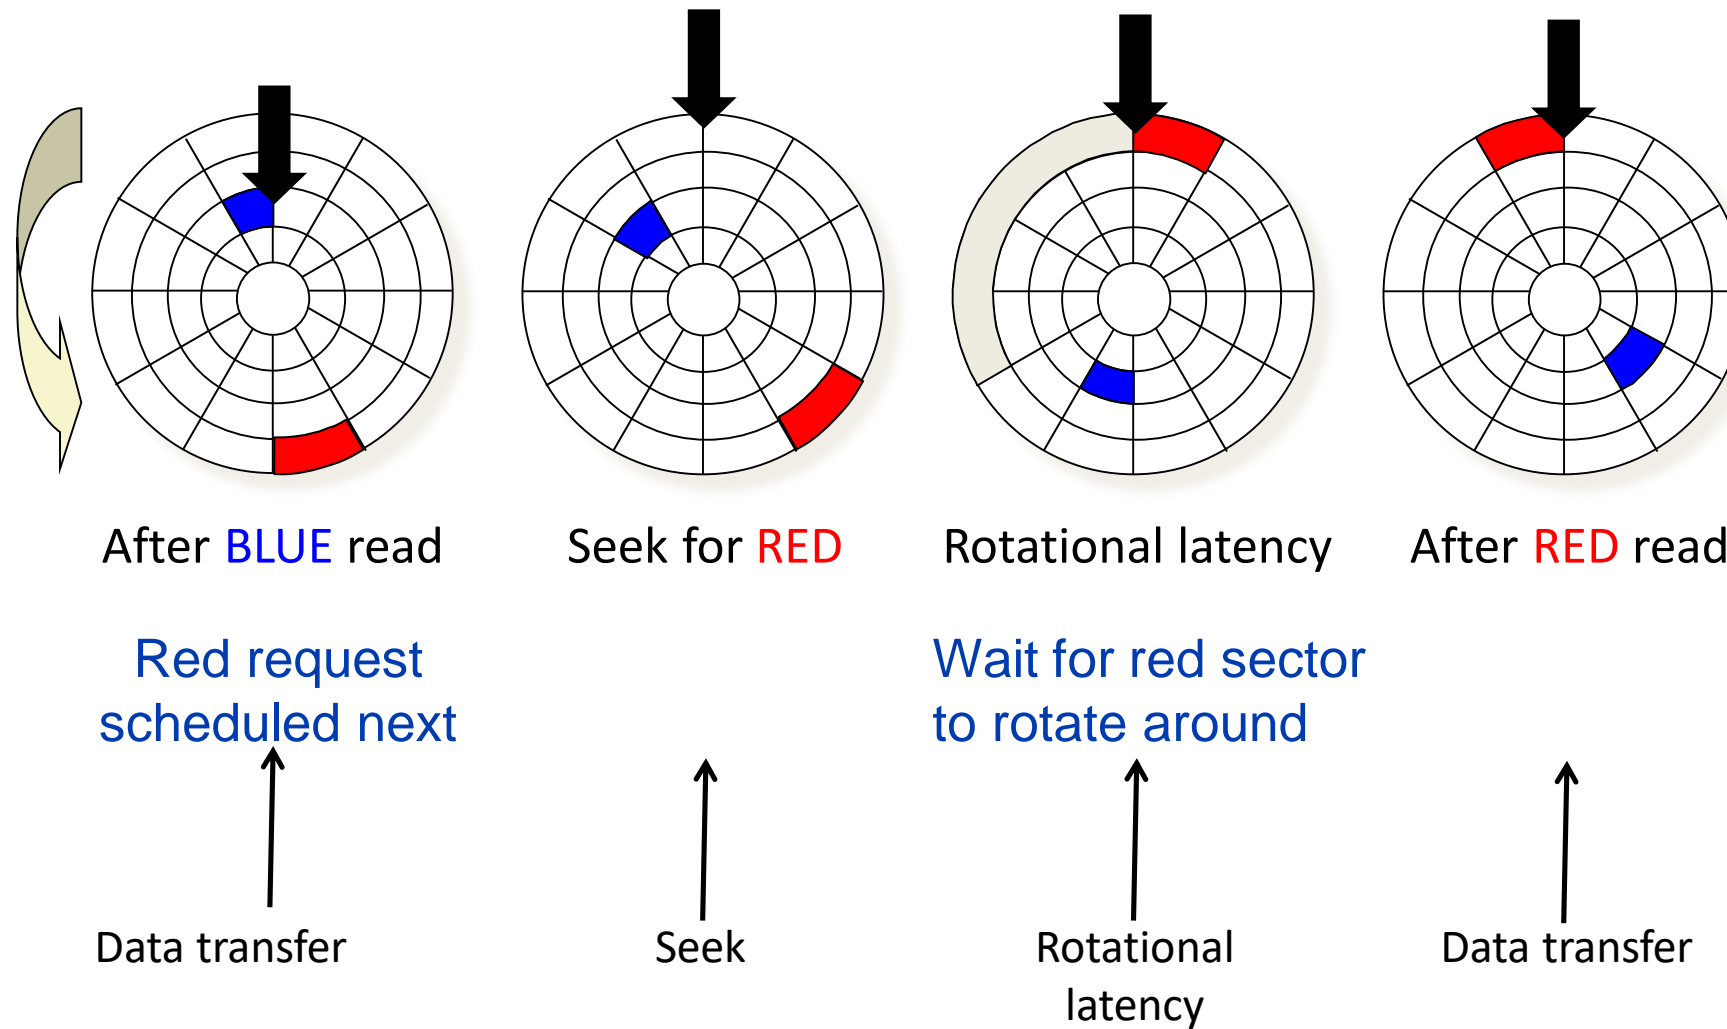 After BLUE read
Seek for RED
Rotational latency
After RED read
Red request
scheduled next
Wait for red sector
to rotate around
Data transfer
Seek
Rotational
latency
Data transfer